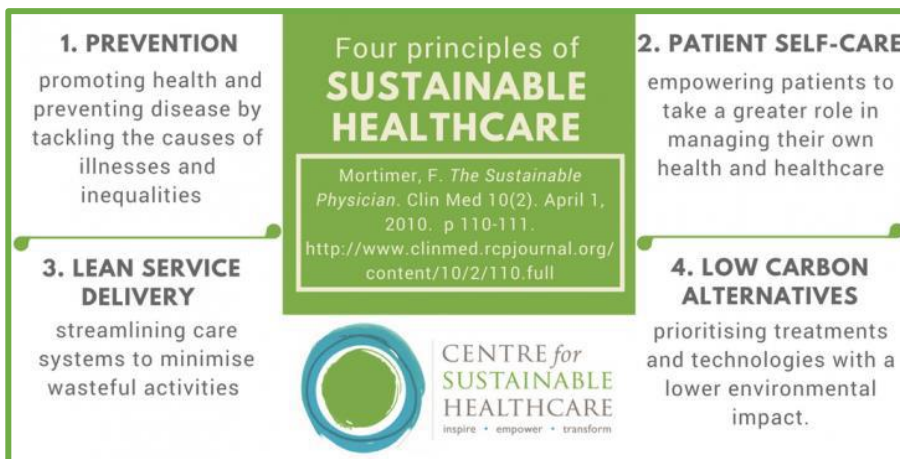 1. PREVENTION
promoting health and
preventing disease by
tackling the causes of
illnesses and
inequalities
Four principles of
SUSTAINABLE
HEALTHCARE
Mortimer, F. The Sustainable
Physician. Clin Med 10(2). April 1,
2010. p 110-111.
http://www.clinmed.rcpjournal.org/
content/10/2/110.full
2. PATIENT SELF-CARE
empowering patients to
take a greater role in
managing their own
health and healthcare
3. LEAN SERVICE
DELIVERY
streamlining care
systems to minimise
wasteful activities
CENTRE for
SUSTAINABLE
HEALTHCARE
inspire • empower • transform
4. LOW CARBON
ALTERNATIVES
prioritising treatments
and technologies with a
lower environmental
impact.